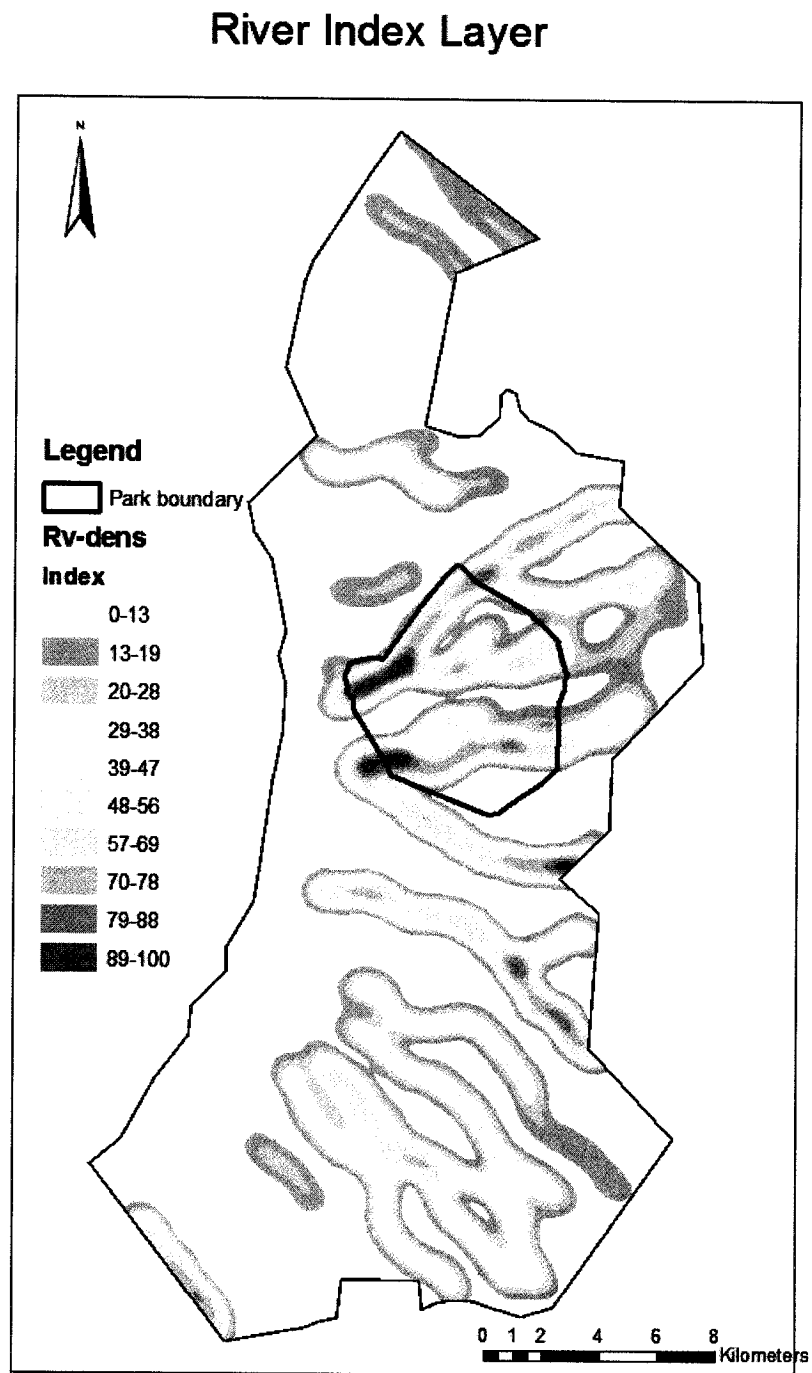 River Index Layer
N
Legend
Park boundary
Rv-dens
Index
0-13
13-19
20-28
29-38
39-47
48-56
57-69
70-78
79-88
89-100
0 1 2 4 6 8
Kilometers